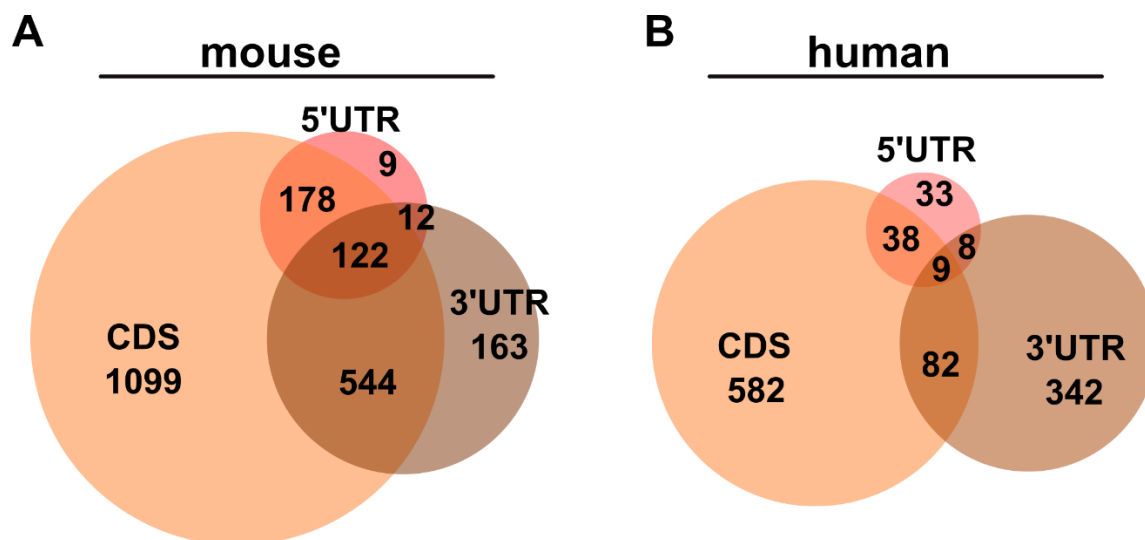 A
mouse
5'UTR
9
178
12
122
3'UTR
163
CDS
1099
544
B
human
5'UTR
33
38
8
9
CDS
582
82
3'UTR
342